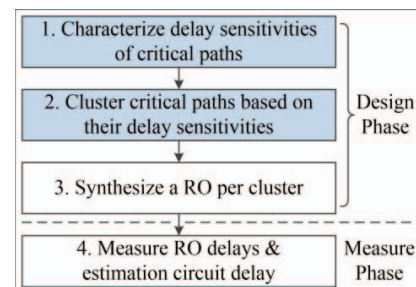 1. Characterize delay sensitivities
of critical paths
2. Cluster critical paths based on
their delay sensitivities
Design
Phase
3. Synthesize a RO per cluster
4. Measure RO delays &
estimation circuit delay
Measure
Phase